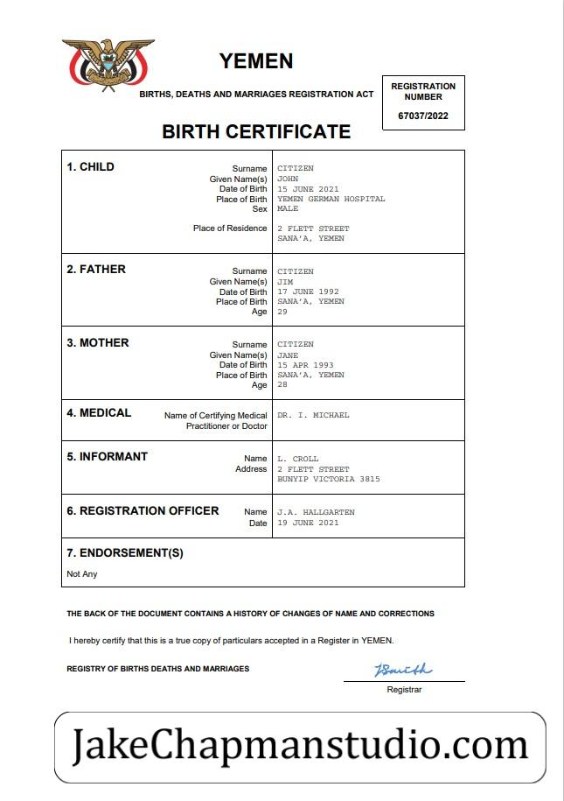 YEMEN
BIRTHS, DEATHS AND MARRIAGES REGISTRATION ACT
REGISTRATION
NUMBER
67037/2022
BIRTH CERTIFICATE
1. CHILD
Surname CITIZEN
Given Name(s) JOHN
Date of Birth 15 JUNE 2021
Place of Birth YEMEN GERMAN HOSPITAL
Sex MALE
Place of Residence 2 FLETT STREET
SANA'A, YEMEN
2. FATHER
Surname CITIZEN
Given Name(s) JIM
Date of Birth 17 JUNE 1992
Place of Birth SANA'A, YEMEN
Age 29
3. MOTHER
Surname CITIZEN
Given Name(s) JANE
Date of Birth 15 APR 1993
Place of Birth SANA'A, YEMEN
Age 28
4. MEDICAL Name of Certifying Medical DR. I. MICHAEL
Practitioner or Doctor
5. INFORMANT Name L. CROLL
Address 2 FLETT STREET
BUNYIP VICTORIA 3815
6. REGISTRATION OFFICER Name J.A. HALLGARTEN
Date 19 JUNE 2021
7. ENDORSEMENT(S)
Not Any
THE BACK OF THE DOCUMENT CONTAINS A HISTORY OF CHANGES OF NAME AND CORRECTIONS
I hereby certify that this is a true copy of particulars accepted in a Register in YEMEN.
REGISTRY OF BIRTHS DEATHS AND MARRIAGES
JSmith
Registrar
JakeChapmanstudio.com